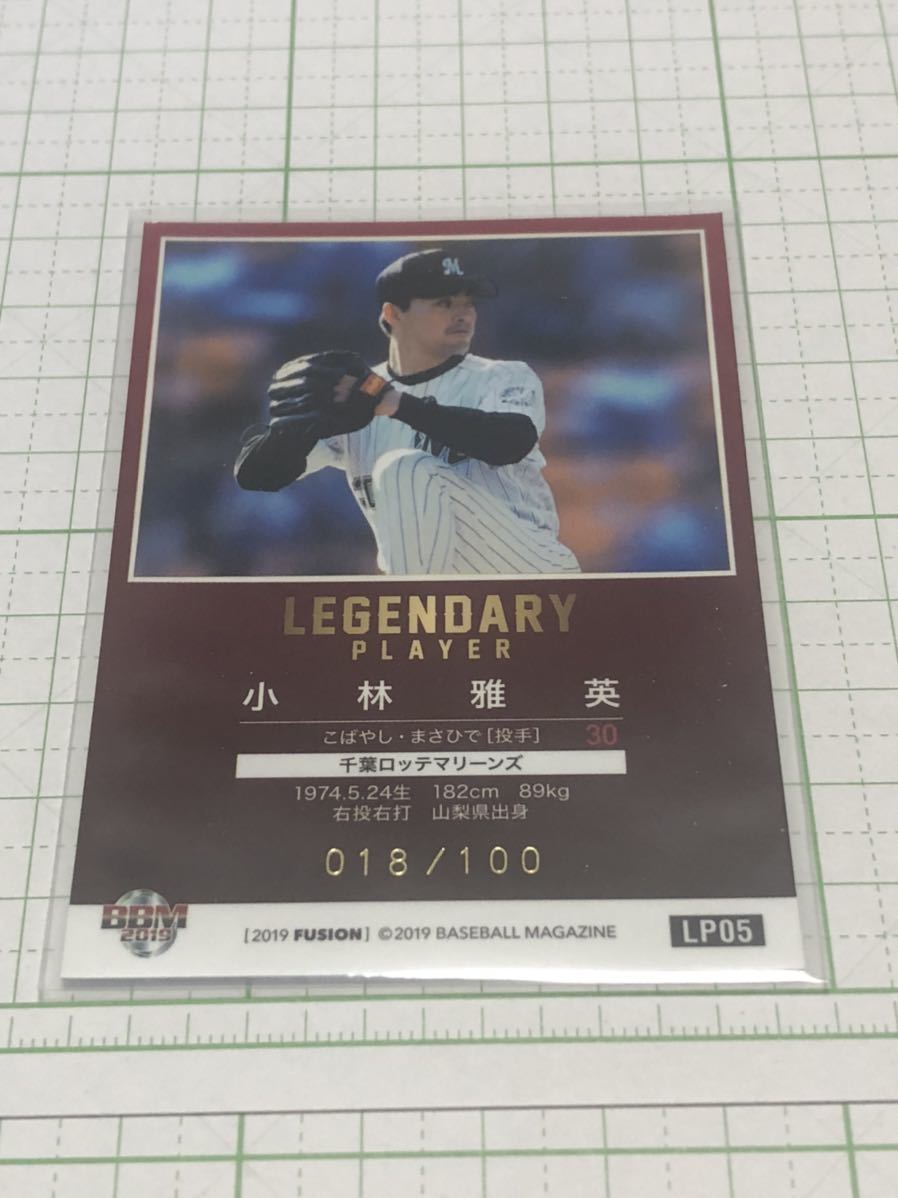 M
LEGENDARY
PLAYER
小林雅英
こばやし・まさひで［投手］ 30
千葉ロッテマリーンズ
1974.5.24生 182cm 89kg
右投右打 山梨県出身
018/100
BBM
2019
[2019 FUSION] ©2019 BASEBALL MAGAZINE
LP05